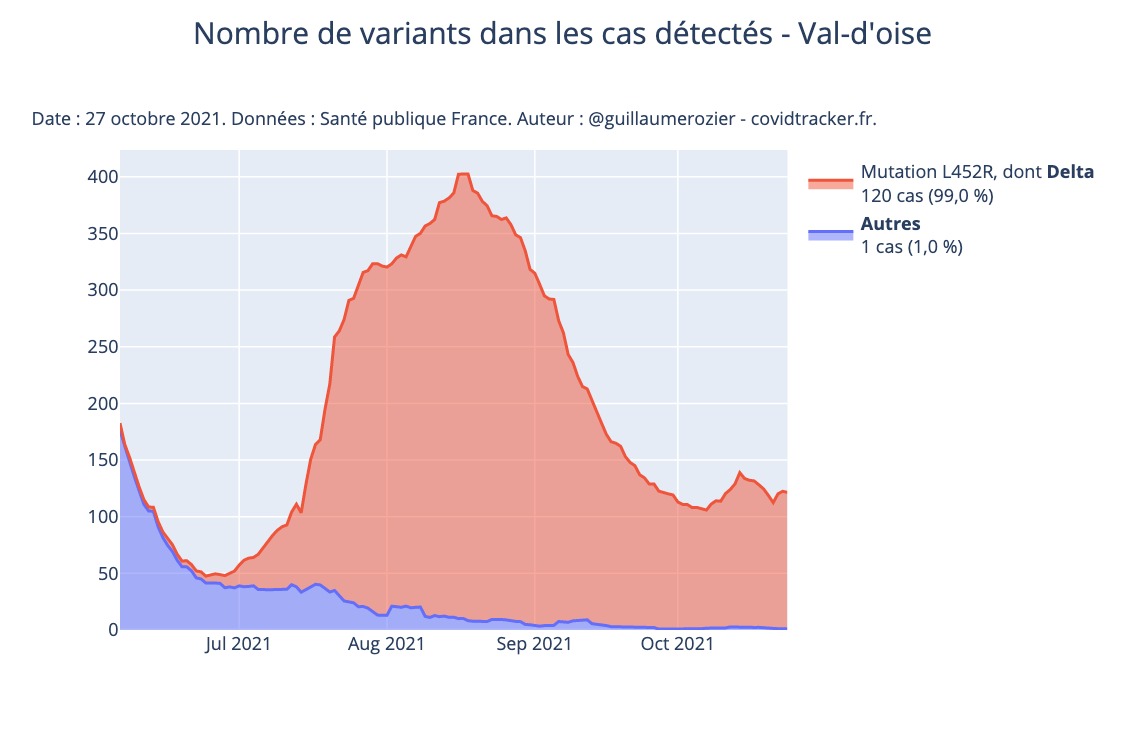 Nombre de variants dans les cas détectés - Val-d'oise
Date : 27 octobre 2021. Données : Santé publique France. Auteur : @guillaumerozier - covidtracker.fr.
400
350
300
250
200
150
100
50
0
Jul 2021
Aug 2021
Sep 2021
Oct 2021
Mutation L452R, dont Delta
120 cas (99,0 %)
Autres
1 cas (1,0 %)